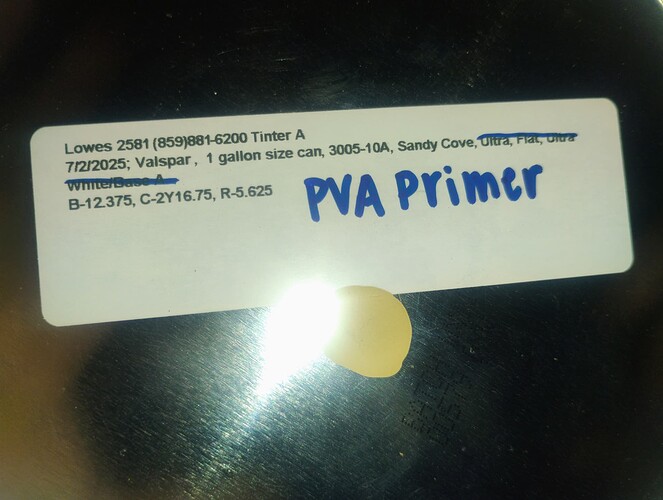 Lowes 2581 (859)881-6200 Tinter A
7/2/2025; Valspar , 1 gallon size can, 3005-10A, Sandy Cove, Ultra, Flat, Ultra
White/Base A
B-12.375, C-2Y16.75, R-5.625
PVA Primer